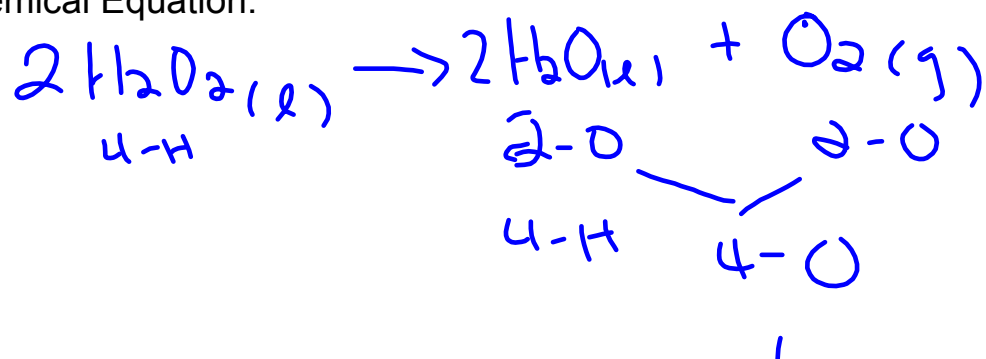 emical Equation:
2H2O2(l) → 2H2O(l) + O2(g)
4-H 2-O 2-O
4-H 4-O